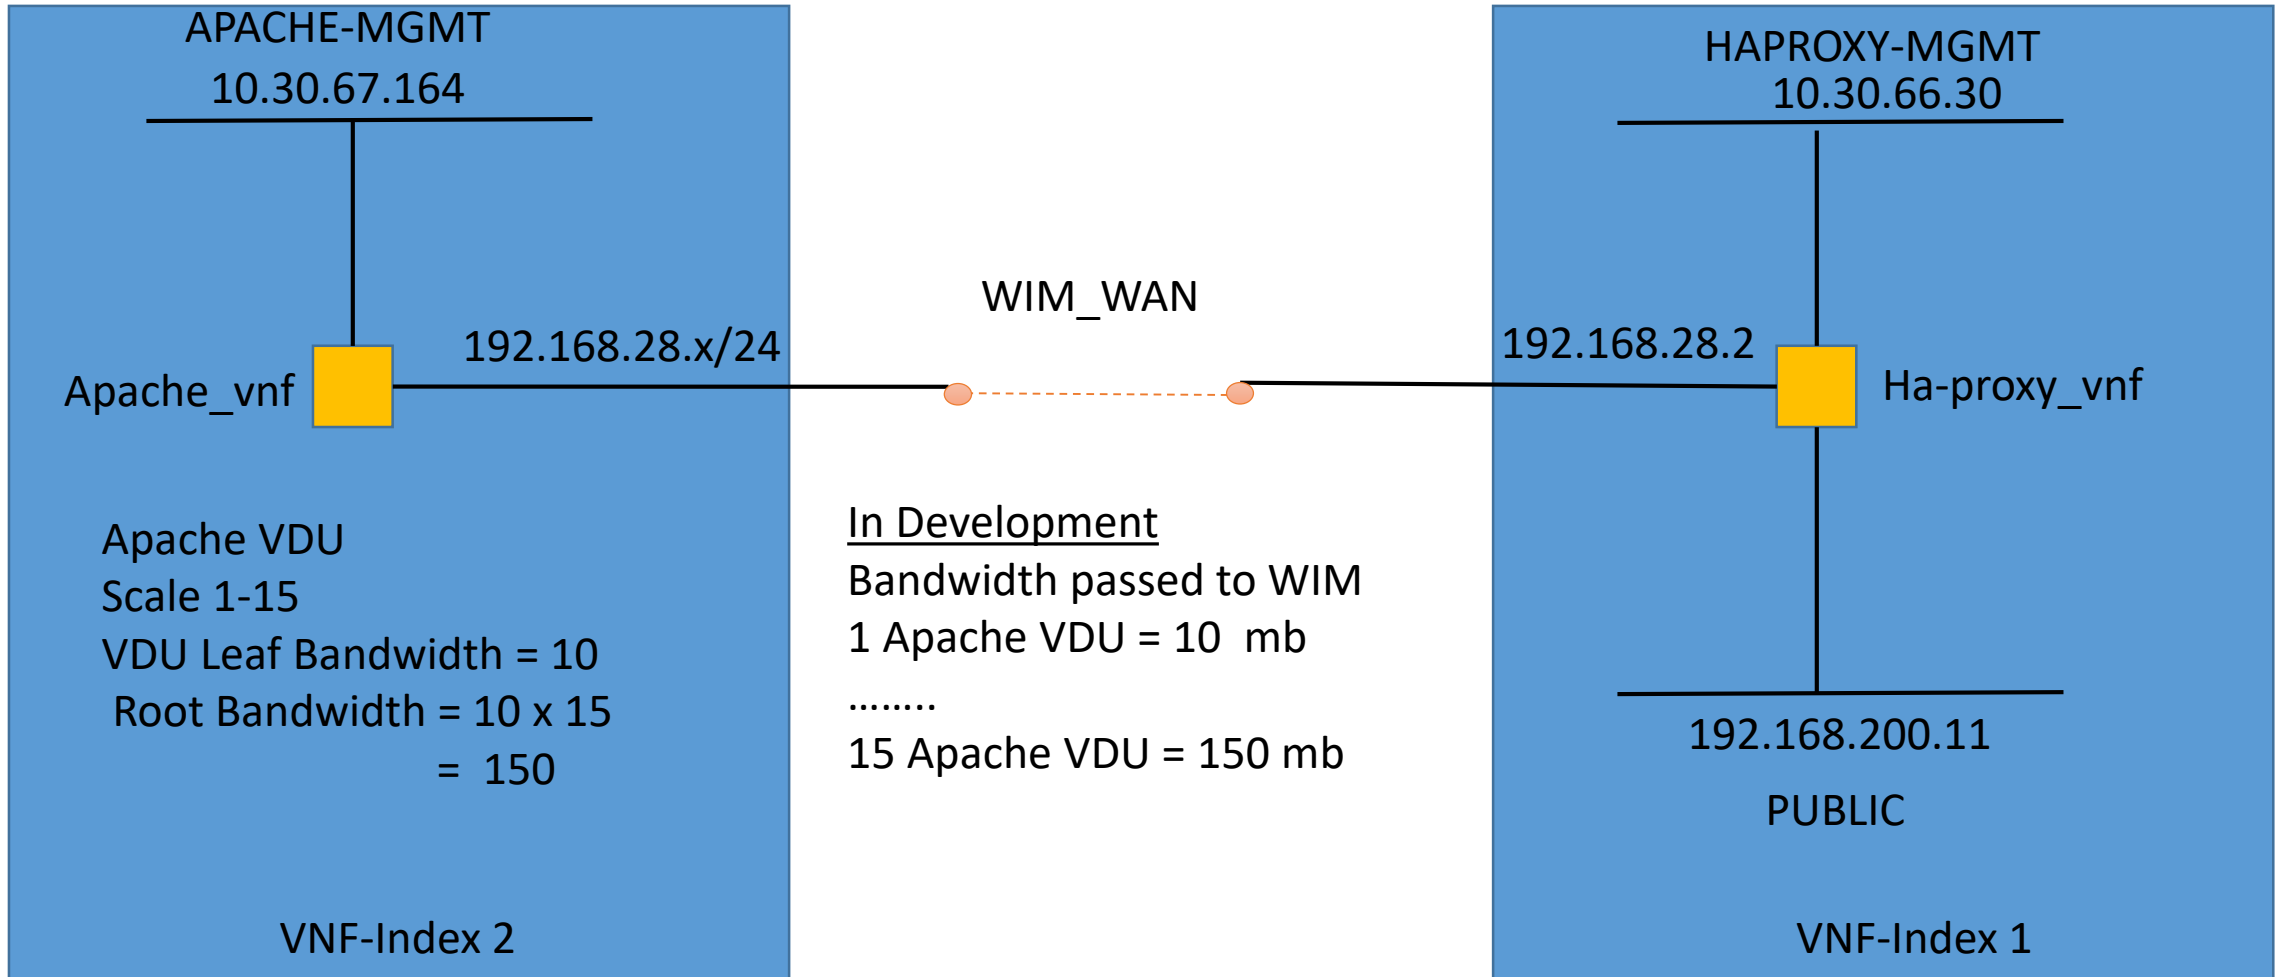 APACHE-MGMT
10.30.67.164
Apache_vnf
192.168.28.x/24
Apache VDU
Scale 1-15
VDU Leaf Bandwidth = 10
Root Bandwidth = 10 x 15
= 150
VNF-Index 2
WIM_WAN
In Development
Bandwidth passed to WIM
1 Apache VDU = 10 mb
........
15 Apache VDU = 150 mb
HAPROXY-MGMT
10.30.66.30
192.168.28.2
Ha-proxy_vnf
192.168.200.11
PUBLIC
VNF-Index 1